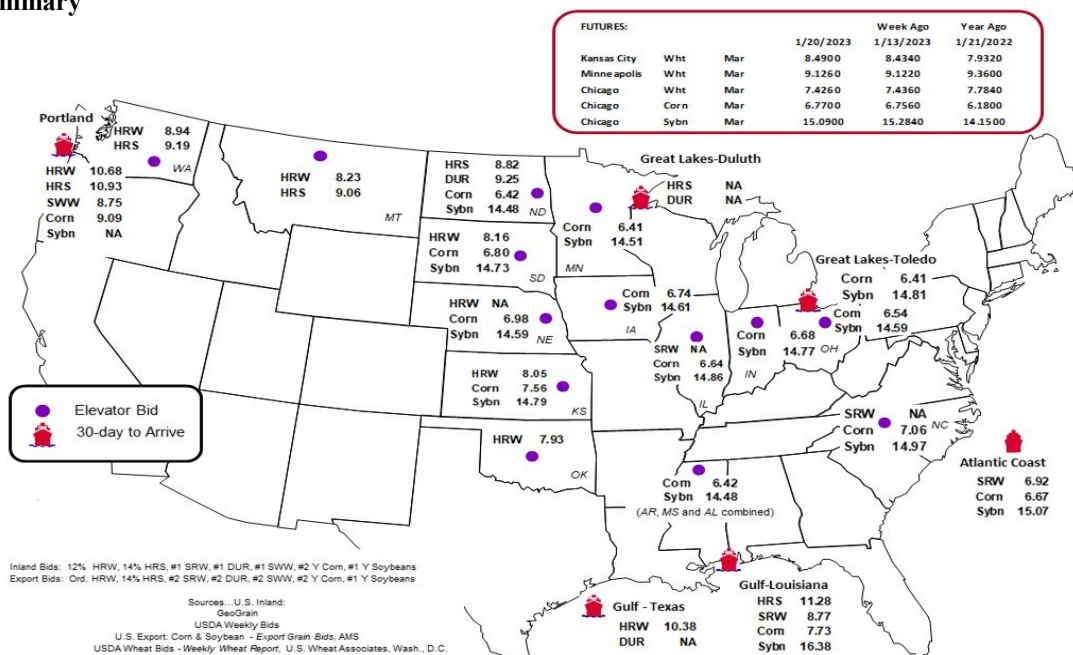 mmary
FUTURES: Week Ago Year Ago
1/20/2023 1/13/2023 1/21/2022
Kansas City Wht Mar 8.4900 8.4340 7.9320
Minneapolis Wht Mar 9.1260 9.1220 9.3600
Chicago Wht Mar 7.4260 7.4360 7.7840
Chicago Corn Mar 6.7700 6.7560 6.1800
Chicago Sybn Mar 15.0900 15.2840 14.1500
Portland
HRW 10.68
HRS 10.93
SWW 8.75
Corn 9.09
Sybn NA
HRW 8.94
HRS 9.19
WA
HRW 8.23
HRS 9.06
MT
HRS 8.82
DUR 9.25
Corn 6.42
Sybn 14.48
ND
HRW 8.16
Corn 6.80
Sybn 14.73
SD
HRW NA
Corn 6.98
Sybn 14.59
NE
HRW 8.05
Corn 7.56
Sybn 14.79
KS
HRW 7.93
OK
Corn 6.41
Sybn 14.51
MN
Great Lakes-Duluth
HRS NA
DUR NA
Corn 6.74
Sybn 14.61
IA
SRW NA
Corn 6.64
Sybn 14.86
IL
Corn 6.68
Sybn 14.77
IN
Great Lakes-Toledo
Corn 6.41
Sybn 14.81
Corn 6.54
Sybn 14.59
OH
SRW NA
Corn 7.06
Sybn 14.97
NC
Atlantic Coast
SRW 6.92
Corn 6.67
Sybn 15.07
Corn 6.42
Sybn 14.48
(AR, MS and AL combined)
Gulf-Louisiana
HRS 11.28
SRW 8.77
Corn 7.73
Sybn 16.38
Gulf - Texas
HRW 10.38
DUR NA
Elevator Bid
30-day to Arrive
Inland Bids: 12% HRW, 14% HRS, #1 SRW, #1 DUR, #1 SWW, #2 Y Corn, #1 Y Soybeans
Export Bids: Ord. HRW, 14% HRS, #2 SRW, #2 DUR, #2 SWW, #2 Y Corn, #1 Y Soybeans
Sources...U.S. Inland:
GeoGrain
USDA Weekly Bids
U.S. Export: Corn & Soybean - Export Grain Bids, AMS
USDA Wheat Bids - Weekly Wheat Report, U.S. Wheat Associates, Wash., D.C.